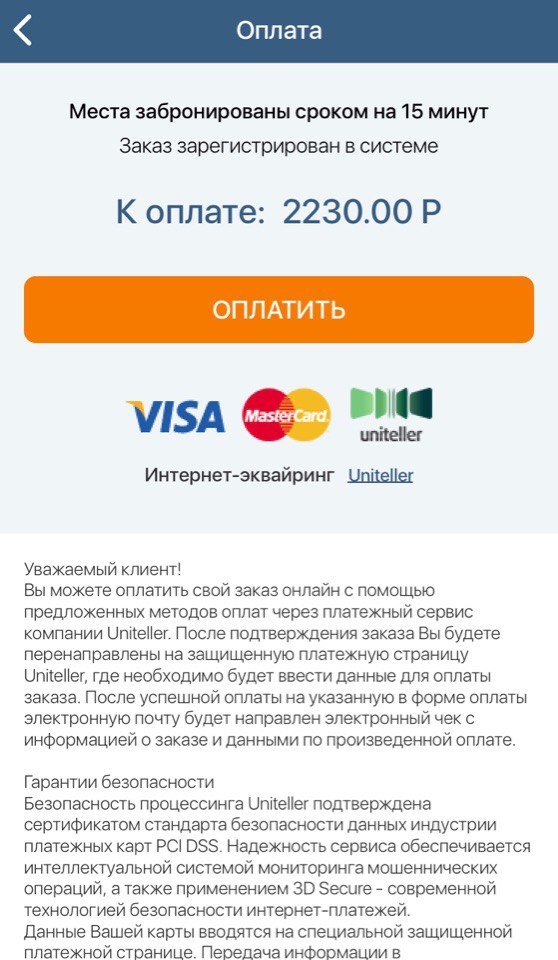 Оплата
Места забронированы сроком на 15 минут
Заказ зарегистрирован в системе
К оплате: 2230.00 Р
ОПЛАТИТЬ
VISA MasterCard uniteller
Интернет-эквайринг Uniteller
Уважаемый клиент!
Вы можете оплатить свой заказ онлайн с помощью
предложенных методов оплат через платежный сервис
компании Uniteller. После подтверждения заказа Вы будете
перенаправлены на защищенную платежную страницу
Uniteller, где необходимо будет ввести данные для оплаты
заказа. После успешной оплаты на указанную в форме оплаты
электронную почту будет направлен электронный чек с
информацией о заказе и данными по произведенной оплате.
Гарантии безопасности
Безопасность процессинга Uniteller подтверждена
сертификатом стандарта безопасности данных индустрии
платежных карт PCI DSS. Надежность сервиса обеспечивается
интеллектуальной системой мониторинга мошеннических
операций, а также применением 3D Secure - современной
технологией безопасности интернет-платежей.
Данные Вашей карты вводятся на специальной защищенной
платежной странице. Передача информации в